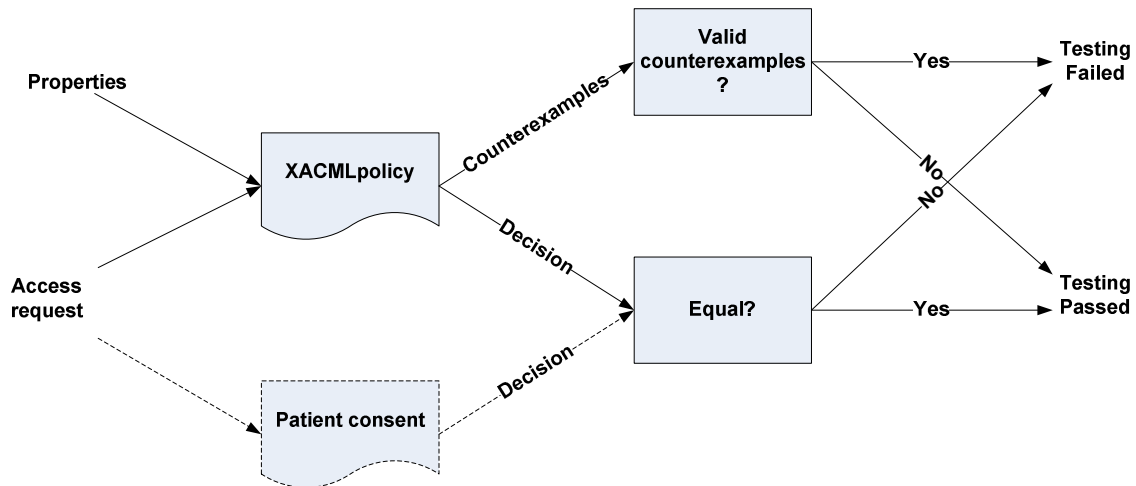 Properties
Access
request
XACMLpolicy
Patient consent
Counterexamples
Decision
Decision
Valid
counterexamples
?
Equal?
Yes
No
No
Yes
Testing
Failed
Testing
Passed